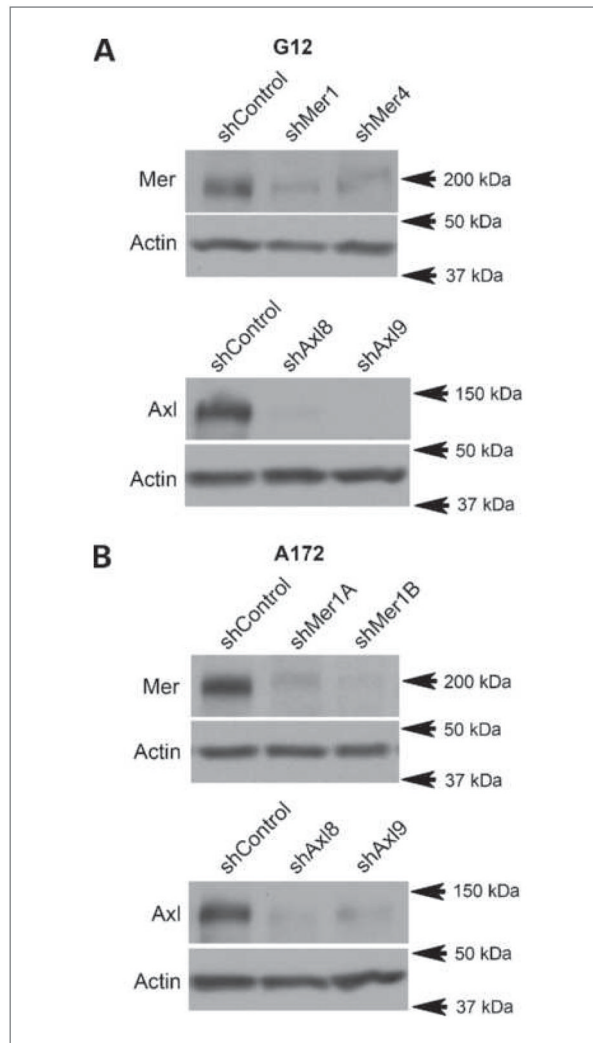 A
G12
shControl
shMer1
shMer4
Mer
200 kDa
50 kDa
Actin
37 kDa
shControl
shAxl8
shAxl9
150 kDa
Axl
50 kDa
Actin
37 kDa
B
A172
shControl
shMer1A
shMer1B
Mer
200 kDa
50 kDa
Actin
37 kDa
shControl
shAxl8
shAxl9
150 kDa
Axl
50 kDa
Actin
37 kDa